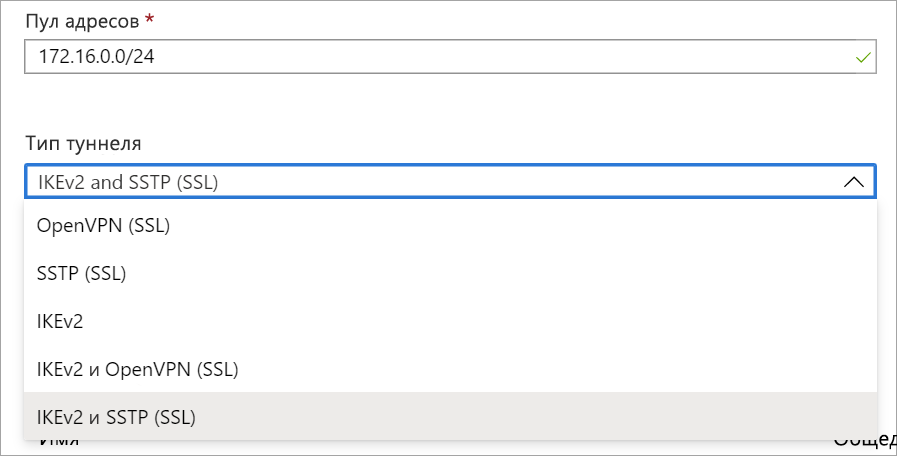 Пул адресов *
172.16.0.0/24
Тип туннеля
IKEv2 and SSTP (SSL)
OpenVPN (SSL)
SSTP (SSL)
IKEv2
IKEv2 и OpenVPN (SSL)
IKEv2 и SSTP (SSL)
Имя